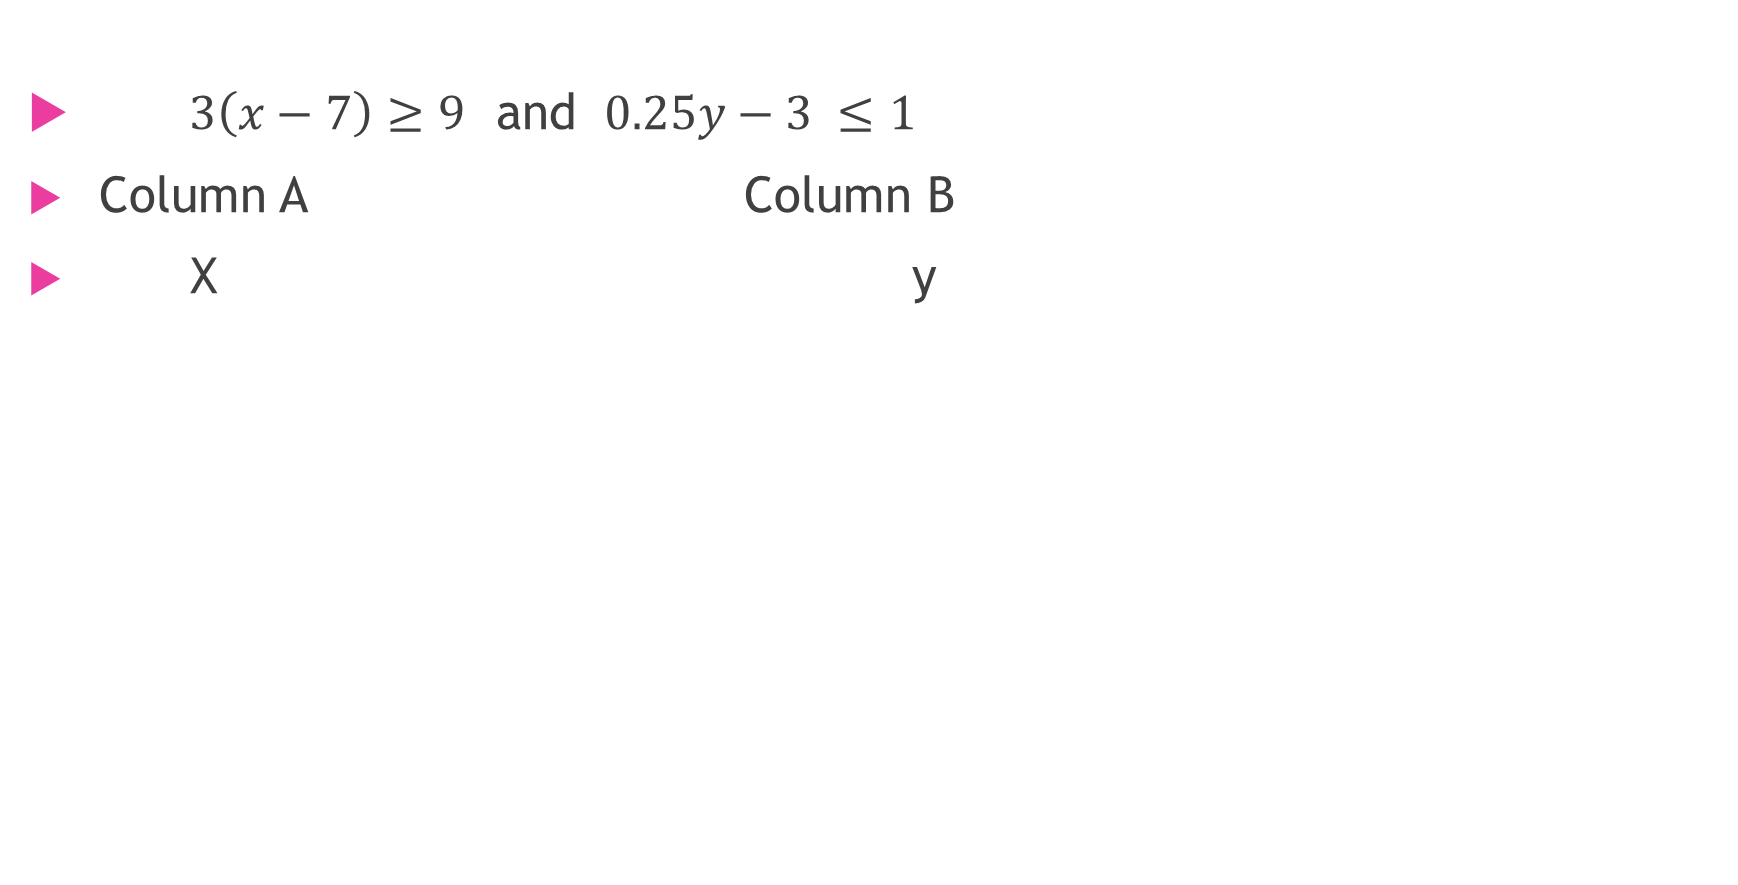 3(x − 7) ≥ 9 and 0.25y − 3 ≤ 1
Column A Column B
X y